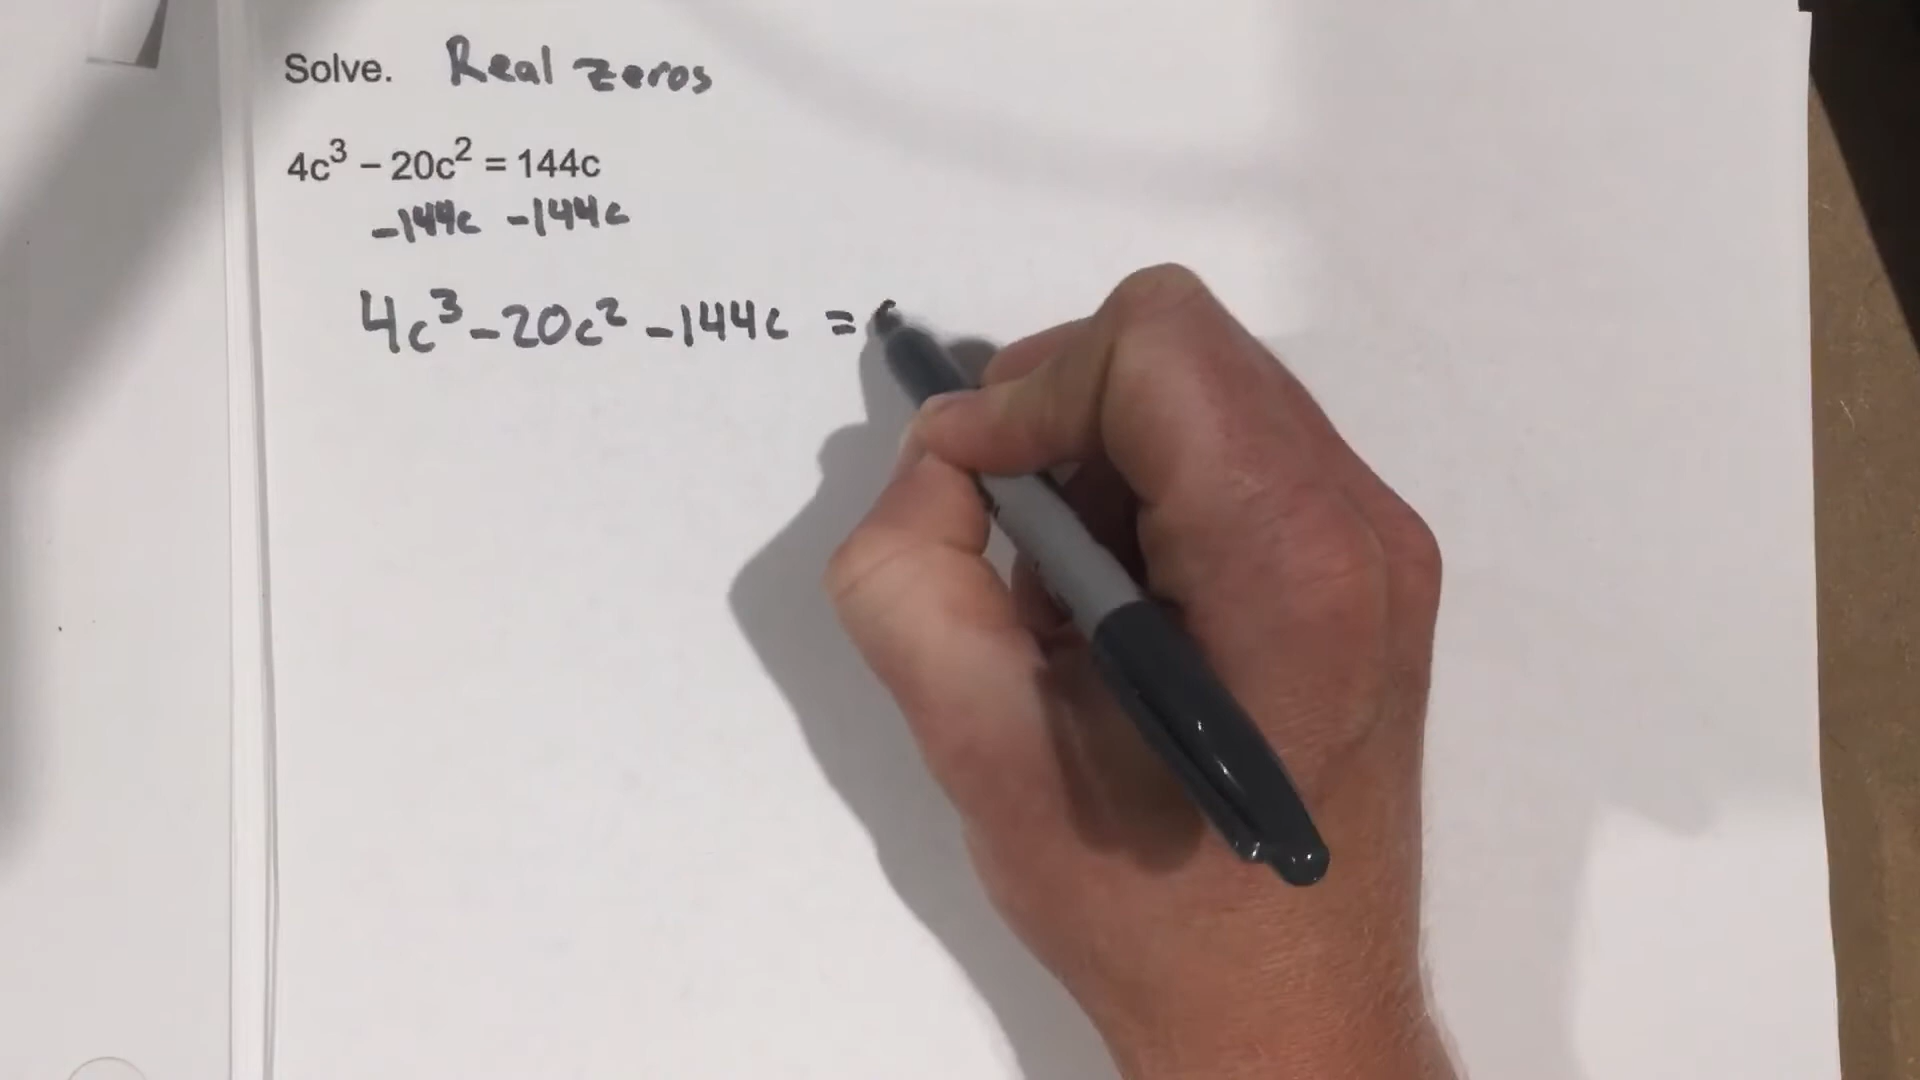 Solve. Real zeros
4c³ – 20c² = 144c
-144c -144c
4c³-20c²-144c =